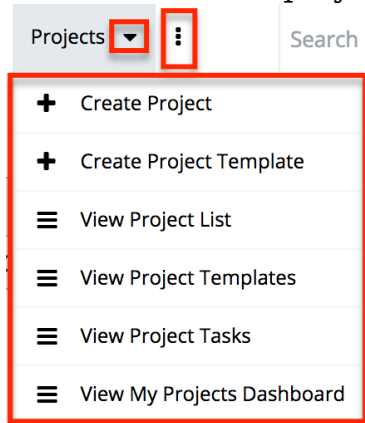 Projects
Search
Create Project
Create Project Template
View Project List
View Project Templates
View Project Tasks
View My Projects Dashboard